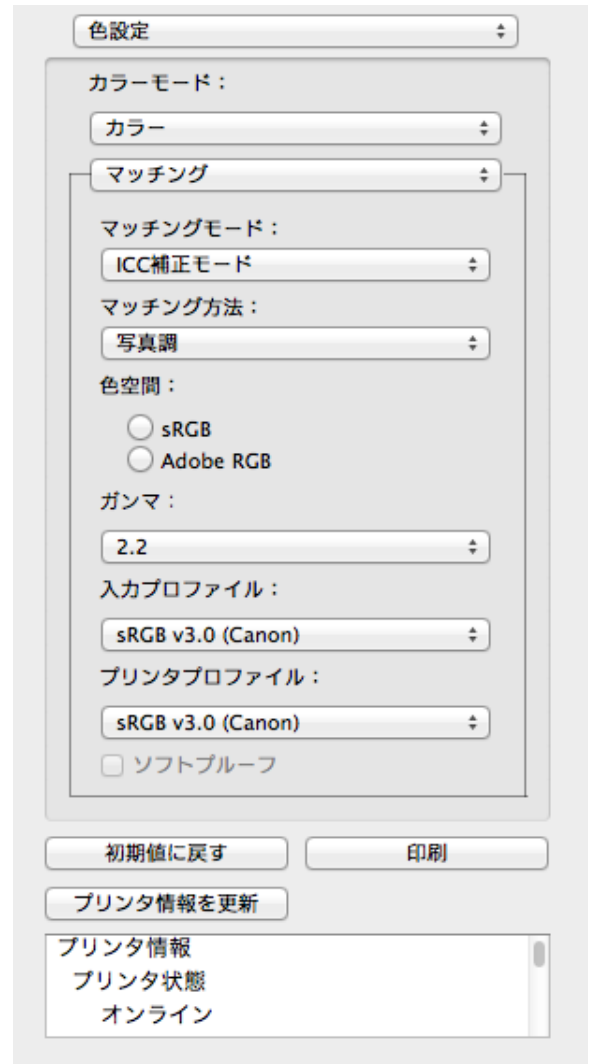 色設定
カラーモード：
カラー
マッチング
マッチングモード：
ICC補正モード
マッチング方法：
写真調
色空間：
sRGB
Adobe RGB
ガンマ：
2.2
入力プロファイル：
sRGB v3.0 (Canon)
プリンタプロファイル：
sRGB v3.0 (Canon)
ソフトプルーフ
初期値に戻す 印刷
プリンタ情報を更新
プリンタ情報
プリンタ状態
オンライン